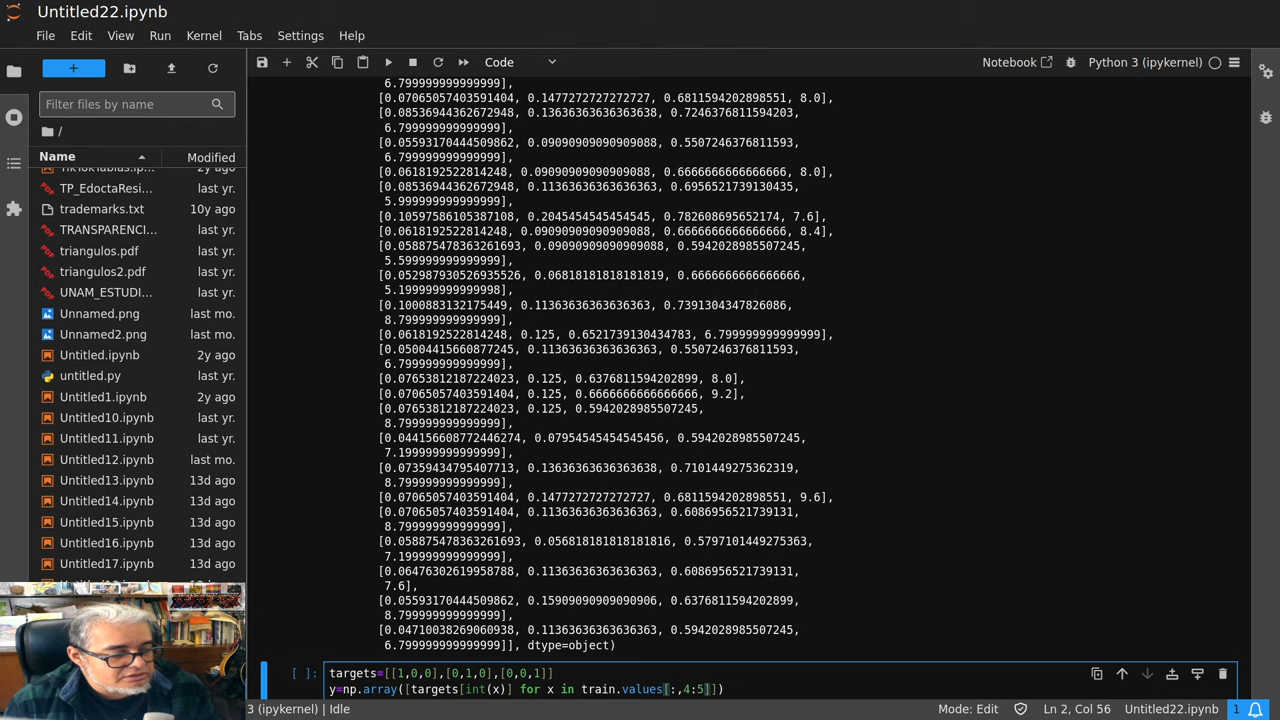 Untitled22.ipynb
File Edit View Run Kernel Tabs Settings Help
Code Notebook Python 3 (ipykernel)
Filter files by name
/
Name Modified
2y ago
TP_EdoctaResi... last yr.
trademarks.txt 10y ago
TRANSPARENCI... last yr.
triangulos.pdf last yr.
triangulos2.pdf last yr.
UNAM_ESTUDI... last yr.
Unnamed.png last mo.
Unnamed2.png last mo.
Untitled.ipynb 2y ago
untitled.py last yr.
Untitled1.ipynb 2y ago
Untitled10.ipynb last yr.
Untitled11.ipynb last yr.
Untitled12.ipynb last mo.
Untitled13.ipynb 13d ago
Untitled14.ipynb 13d ago
Untitled15.ipynb 13d ago
Untitled16.ipynb 13d ago
Untitled17.ipynb 13d ago
6.799999999999999],
[0.07065057403591404, 0.1477272727272727, 0.6811594202898551, 8.0],
[0.08536944362672948, 0.13636363636363638, 0.7246376811594203,
6.799999999999999],
[0.05593170444509862, 0.09090909090909088, 0.5507246376811593,
6.799999999999999],
[0.0618192522814248, 0.09090909090909088, 0.6666666666666666, 8.0],
[0.08536944362672948, 0.11363636363636363, 0.6956521739130435,
5.999999999999999],
[0.10597586105387108, 0.2045454545454545, 0.782608695652174, 7.6],
[0.0618192522814248, 0.09090909090909088, 0.6666666666666666, 8.4],
[0.058875478363261693, 0.09090909090909088, 0.5942028985507245,
5.599999999999999],
[0.052987930526935526, 0.06818181818181819, 0.6666666666666666,
5.199999999999998],
[0.1000883132175449, 0.11363636363636363, 0.7391304347826086,
8.799999999999999],
[0.0618192522814248, 0.125, 0.6521739130434783, 6.799999999999999],
[0.05004415660877245, 0.11363636363636363, 0.5507246376811593,
6.799999999999999],
[0.07653812187224023, 0.125, 0.6376811594202899, 8.0],
[0.07065057403591404, 0.125, 0.6666666666666666, 9.2],
[0.07653812187224023, 0.125, 0.5942028985507245,
8.799999999999999],
[0.044156608772446274, 0.07954545454545456, 0.5942028985507245,
7.199999999999999],
[0.07359434795407713, 0.13636363636363638, 0.7101449275362319,
8.799999999999999],
[0.07065057403591404, 0.1477272727272727, 0.6811594202898551, 9.6],
[0.07065057403591404, 0.11363636363636363, 0.6086956521739131,
8.799999999999999],
[0.058875478363261693, 0.056818181818181816, 0.5797101449275363,
7.199999999999999],
[0.06476302619958788, 0.11363636363636363, 0.6086956521739131,
7.6],
[0.05593170444509862, 0.15909090909090906, 0.6376811594202899,
8.799999999999999],
[0.04710038269060938, 0.11363636363636363, 0.5942028985507245,
6.799999999999999]], dtype=object)
[ ]: targets=[[1,0,0],[0,1,0],[0,0,1]]
y=np.array([targets[int(x)] for x in train.values[:,4:5]])
3 (ipykernel) | Idle Mode: Edit Ln 2, Col 56 Untitled22.ipynb 1